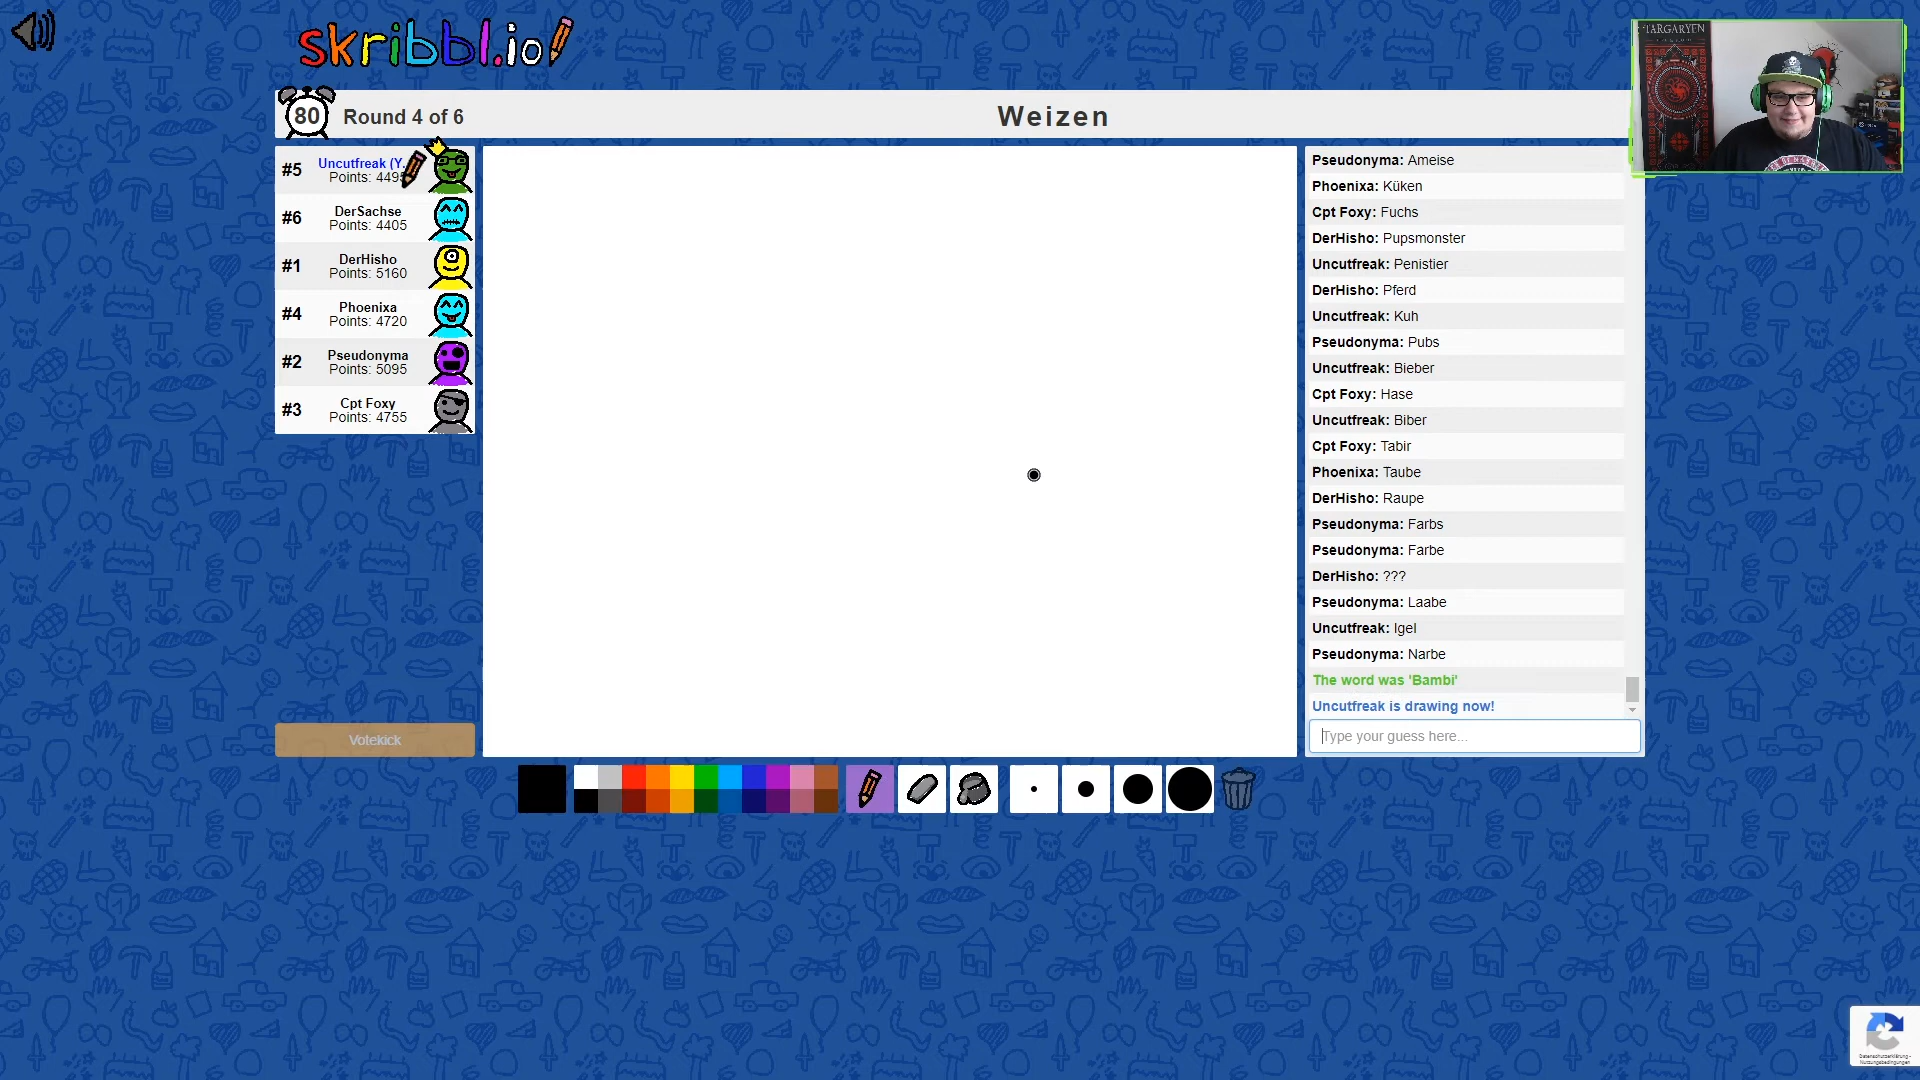 skribbl.io
TARGARYEN
80
Round 4 of 6
Weizen
#5
Uncutfreak (Y.
Points: 4495
#6
DerSachse
Points: 4405
#1
DerHisho
Points: 5160
#4
Phoenixa
Points: 4720
#2
Pseudonyma
Points: 5095
#3
Cpt Foxy
Points: 4755
Votekick
Pseudonyma: Ameise
Phoenixa: Küken
Cpt Foxy: Fuchs
DerHisho: Pupsmonster
Uncutfreak: Penistier
DerHisho: Pferd
Uncutfreak: Kuh
Pseudonyma: Pubs
Uncutfreak: Bieber
Cpt Foxy: Hase
Uncutfreak: Biber
Cpt Foxy: Tabir
Phoenixa: Taube
DerHisho: Raupe
Pseudonyma: Farbs
Pseudonyma: Farbe
DerHisho: ???
Pseudonyma: Laabe
Uncutfreak: Igel
Pseudonyma: Narbe
The word was 'Bambi'
Uncutfreak is drawing now!
Type your guess here...
Datenschutzerklärung -
Nutzungsbedingungen